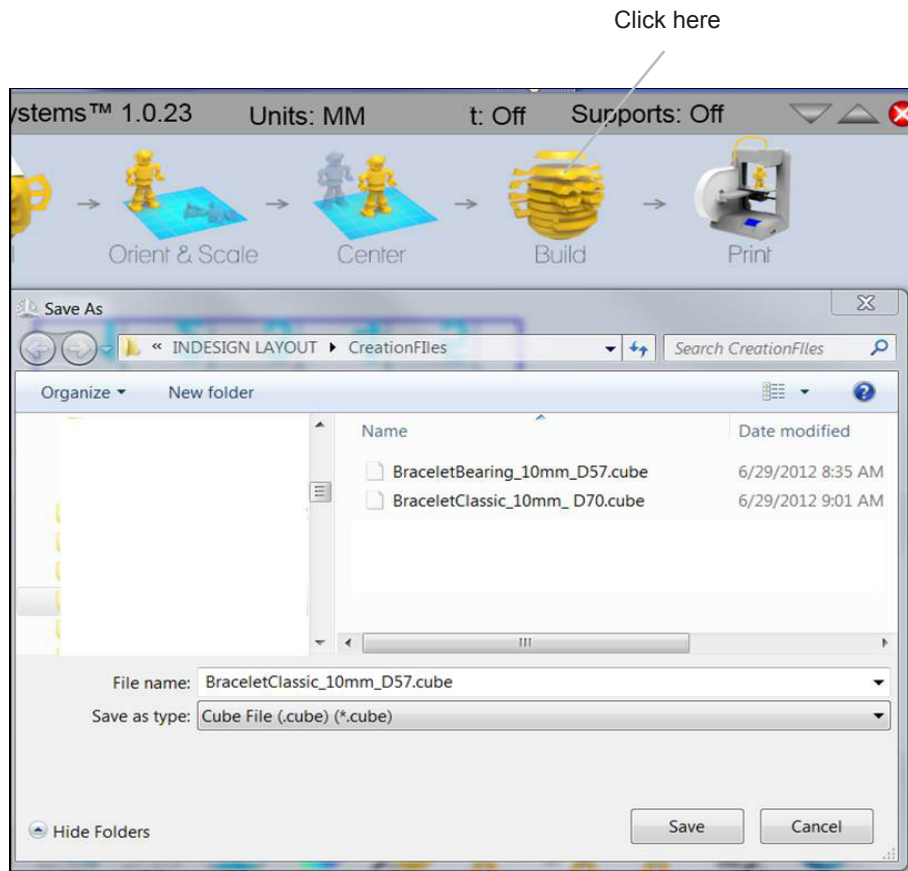 Click here
ystems™ 1.0.23 Units: MM t: Off Supports: Off
Orient & Scale Center Build Print
Save As
« INDESIGN LAYOUT CreationFIles Search CreationFIles
Organize New folder
Name Date modified
BraceletBearing_10mm_D57.cube 6/29/2012 8:35 AM
BraceletClassic_10mm_ D70.cube 6/29/2012 9:01 AM
File name: BraceletClassic_10mm_D57.cube
Save as type: Cube File (.cube) (*.cube)
Hide Folders Save Cancel